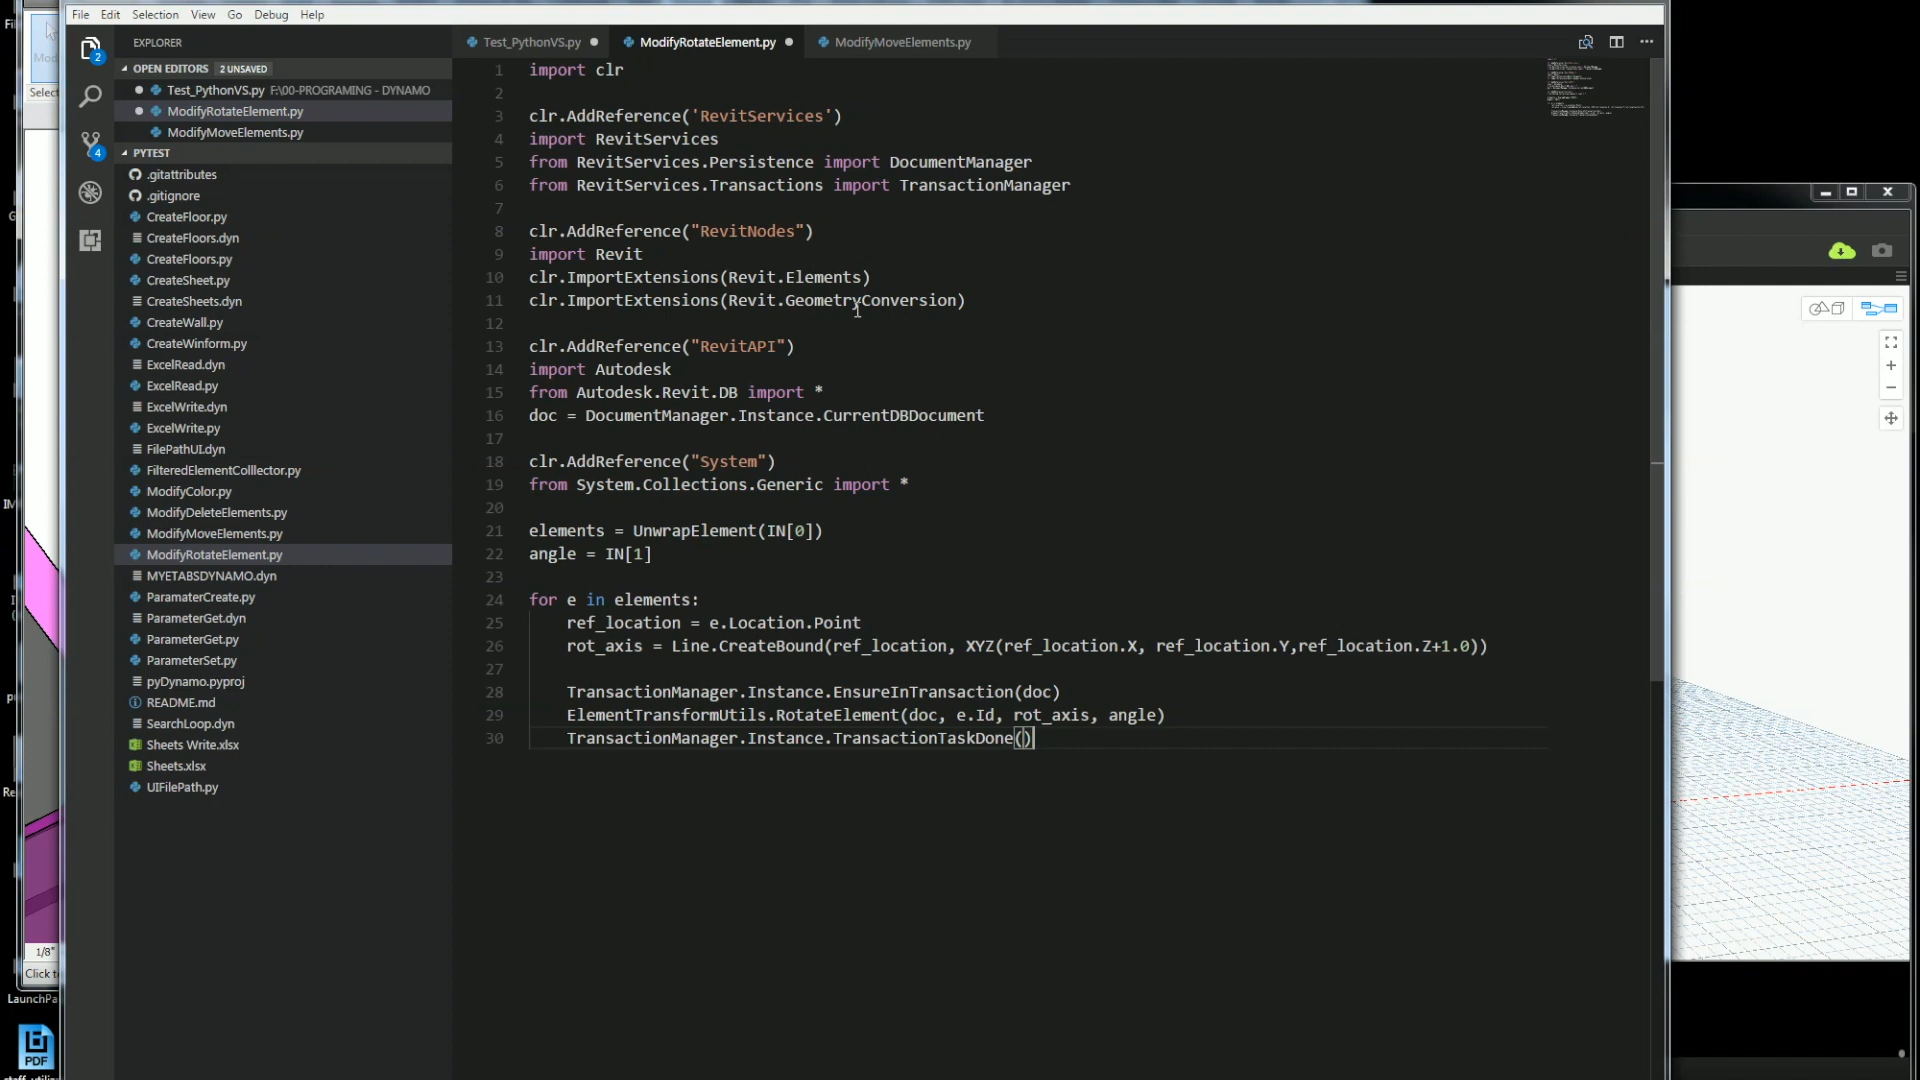 File Edit Selection View Go Debug Help
EXPLORER
OPEN EDITORS 2 UNSAVED
Test_PythonVS.py F:\00-PROGRAMING - DYNAMO
ModifyRotateElement.py
ModifyMoveElements.py
PYTEST
.gitattributes
.gitignore
CreateFloor.py
CreateFloors.dyn
CreateFloors.py
CreateSheet.py
CreateSheets.dyn
CreateWall.py
CreateWinform.py
ExcelRead.dyn
ExcelRead.py
ExcelWrite.dyn
ExcelWrite.py
FilePathUI.dyn
FilteredElementColllector.py
ModifyColor.py
ModifyDeleteElements.py
ModifyMoveElements.py
ModifyRotateElement.py
MYETABSDYNAMO.dyn
ParamaterCreate.py
ParameterGet.dyn
ParameterGet.py
ParameterSet.py
pyDynamo.pyproj
README.md
SearchLoop.dyn
Sheets Write.xlsx
Sheets.xlsx
UIFilePath.py
2
4
Test_PythonVS.py ModifyRotateElement.py ModifyMoveElements.py
1 import clr
2
3 clr.AddReference('RevitServices')
4 import RevitServices
5 from RevitServices.Persistence import DocumentManager
6 from RevitServices.Transactions import TransactionManager
7
8 clr.AddReference("RevitNodes")
9 import Revit
10 clr.ImportExtensions(Revit.Elements)
11 clr.ImportExtensions(Revit.GeometryConversion)
12
13 clr.AddReference("RevitAPI")
14 import Autodesk
15 from Autodesk.Revit.DB import *
16 doc = DocumentManager.Instance.CurrentDBDocument
17
18 clr.AddReference("System")
19 from System.Collections.Generic import *
20
21 elements = UnwrapElement(IN[0])
22 angle = IN[1]
23
24 for e in elements:
25 ref_location = e.Location.Point
26 rot_axis = Line.CreateBound(ref_location, XYZ(ref_location.X, ref_location.Y,ref_location.Z+1.0))
27
28 TransactionManager.Instance.EnsureInTransaction(doc)
29 ElementTransformUtils.RotateElement(doc, e.Id, rot_axis, angle)
30 TransactionManager.Instance.TransactionTaskDone()
Select
1/8"
Click t
LaunchPa
PDF